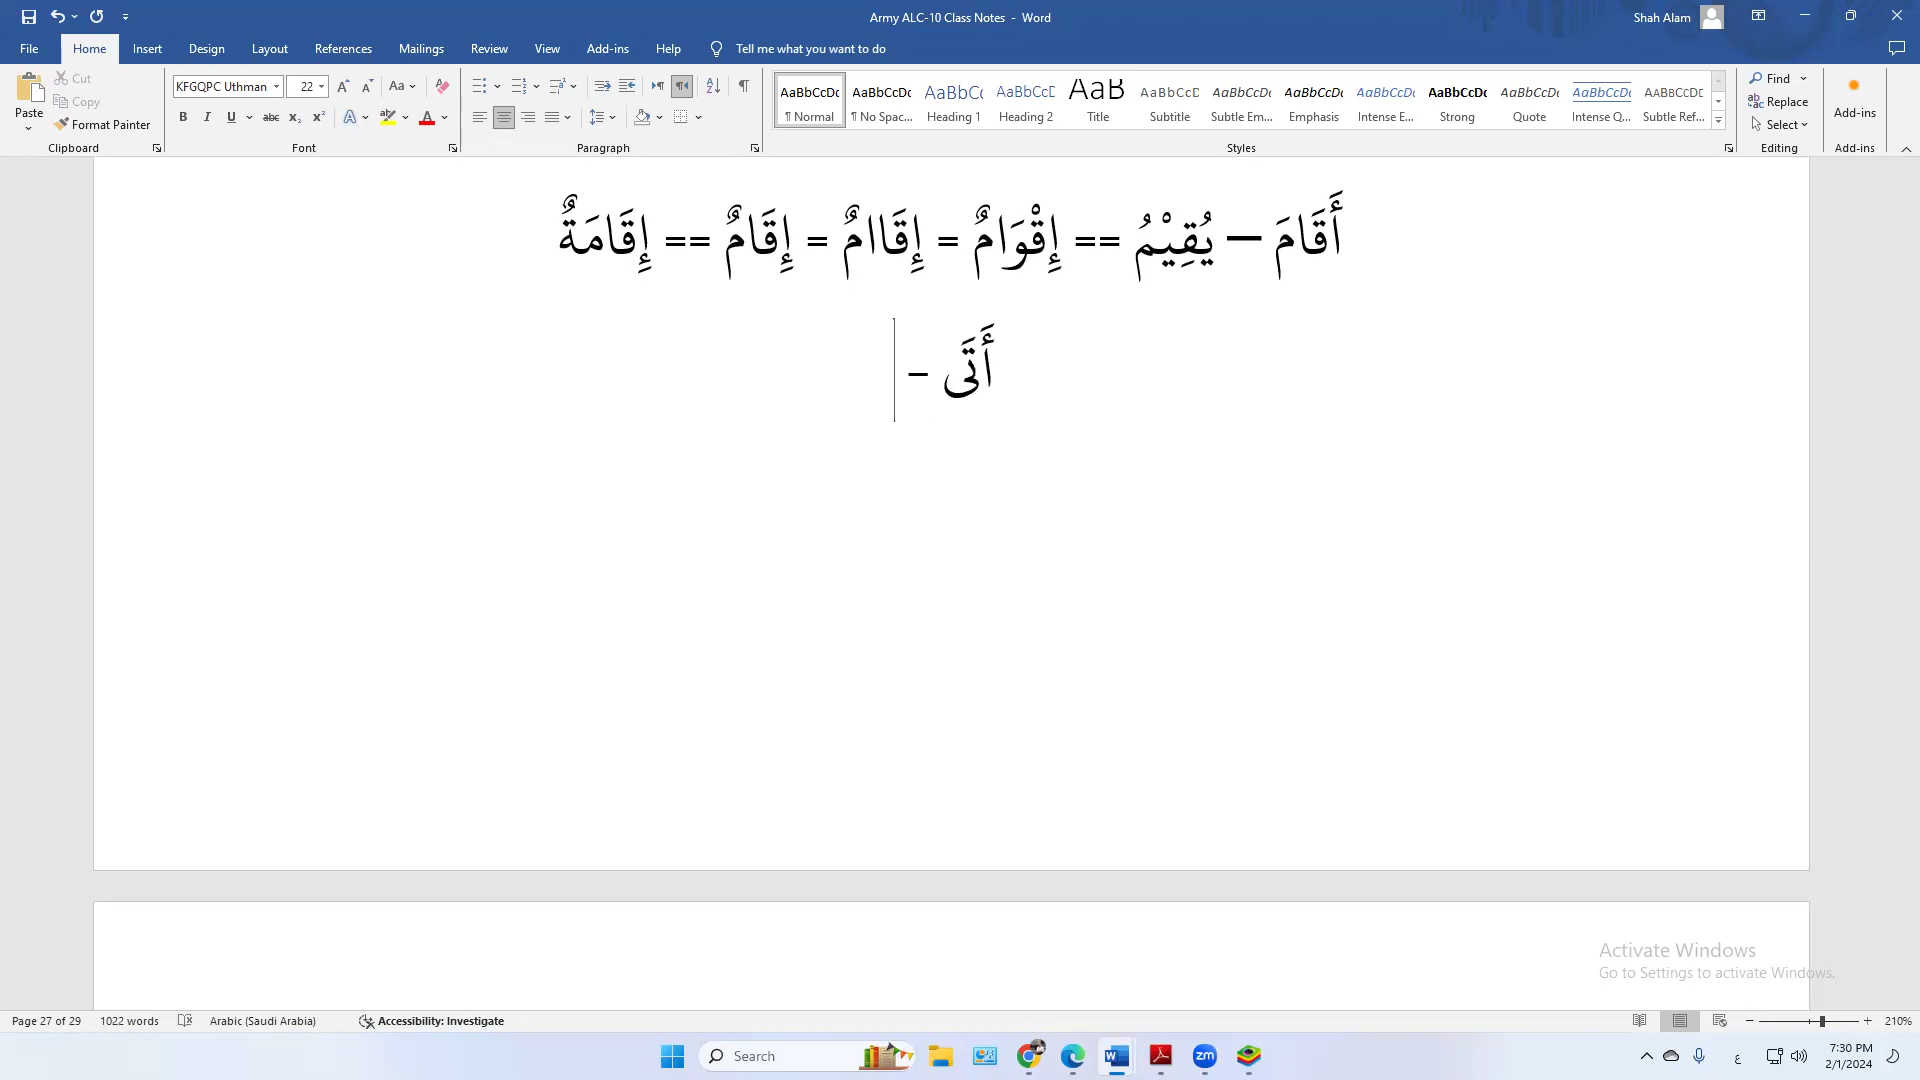 Army ALC-10 Class Notes - Word
Shah Alam
File Home Insert Design Layout References Mailings Review View Add-ins Help Tell me what you want to do
Paste
Cut
Copy
Format Painter
Clipboard
KFGQPC Uthman 22
Font
Paragraph
AaBbCcDc AaBbCcDc AaBbCc AaBbCcD AaB AaBbCcD AaBbCcDc AaBbCcDc AaBbCcDc AaBbCcDc AaBbCcDc AaBbCcDc AaBbCcDc
¶ Normal ¶ No Spac... Heading 1 Heading 2 Title Subtitle Subtle Em... Emphasis Intense E... Strong Quote Intense Q... Subtle Ref...
Styles
Find
Replace
Select
Editing
Add-ins
Add-ins
أَقَامَ – يُقِيْمُ == إِقْوَامٌ = إِقَاامٌ = إِقَامٌ == إِقَامَةٌ
أَتَى -
Activate Windows
Go to Settings to activate Windows.
Page 27 of 29 1022 words Arabic (Saudi Arabia) Accessibility: Investigate 210%
Search
zm
ع
7:30 PM
2/1/2024